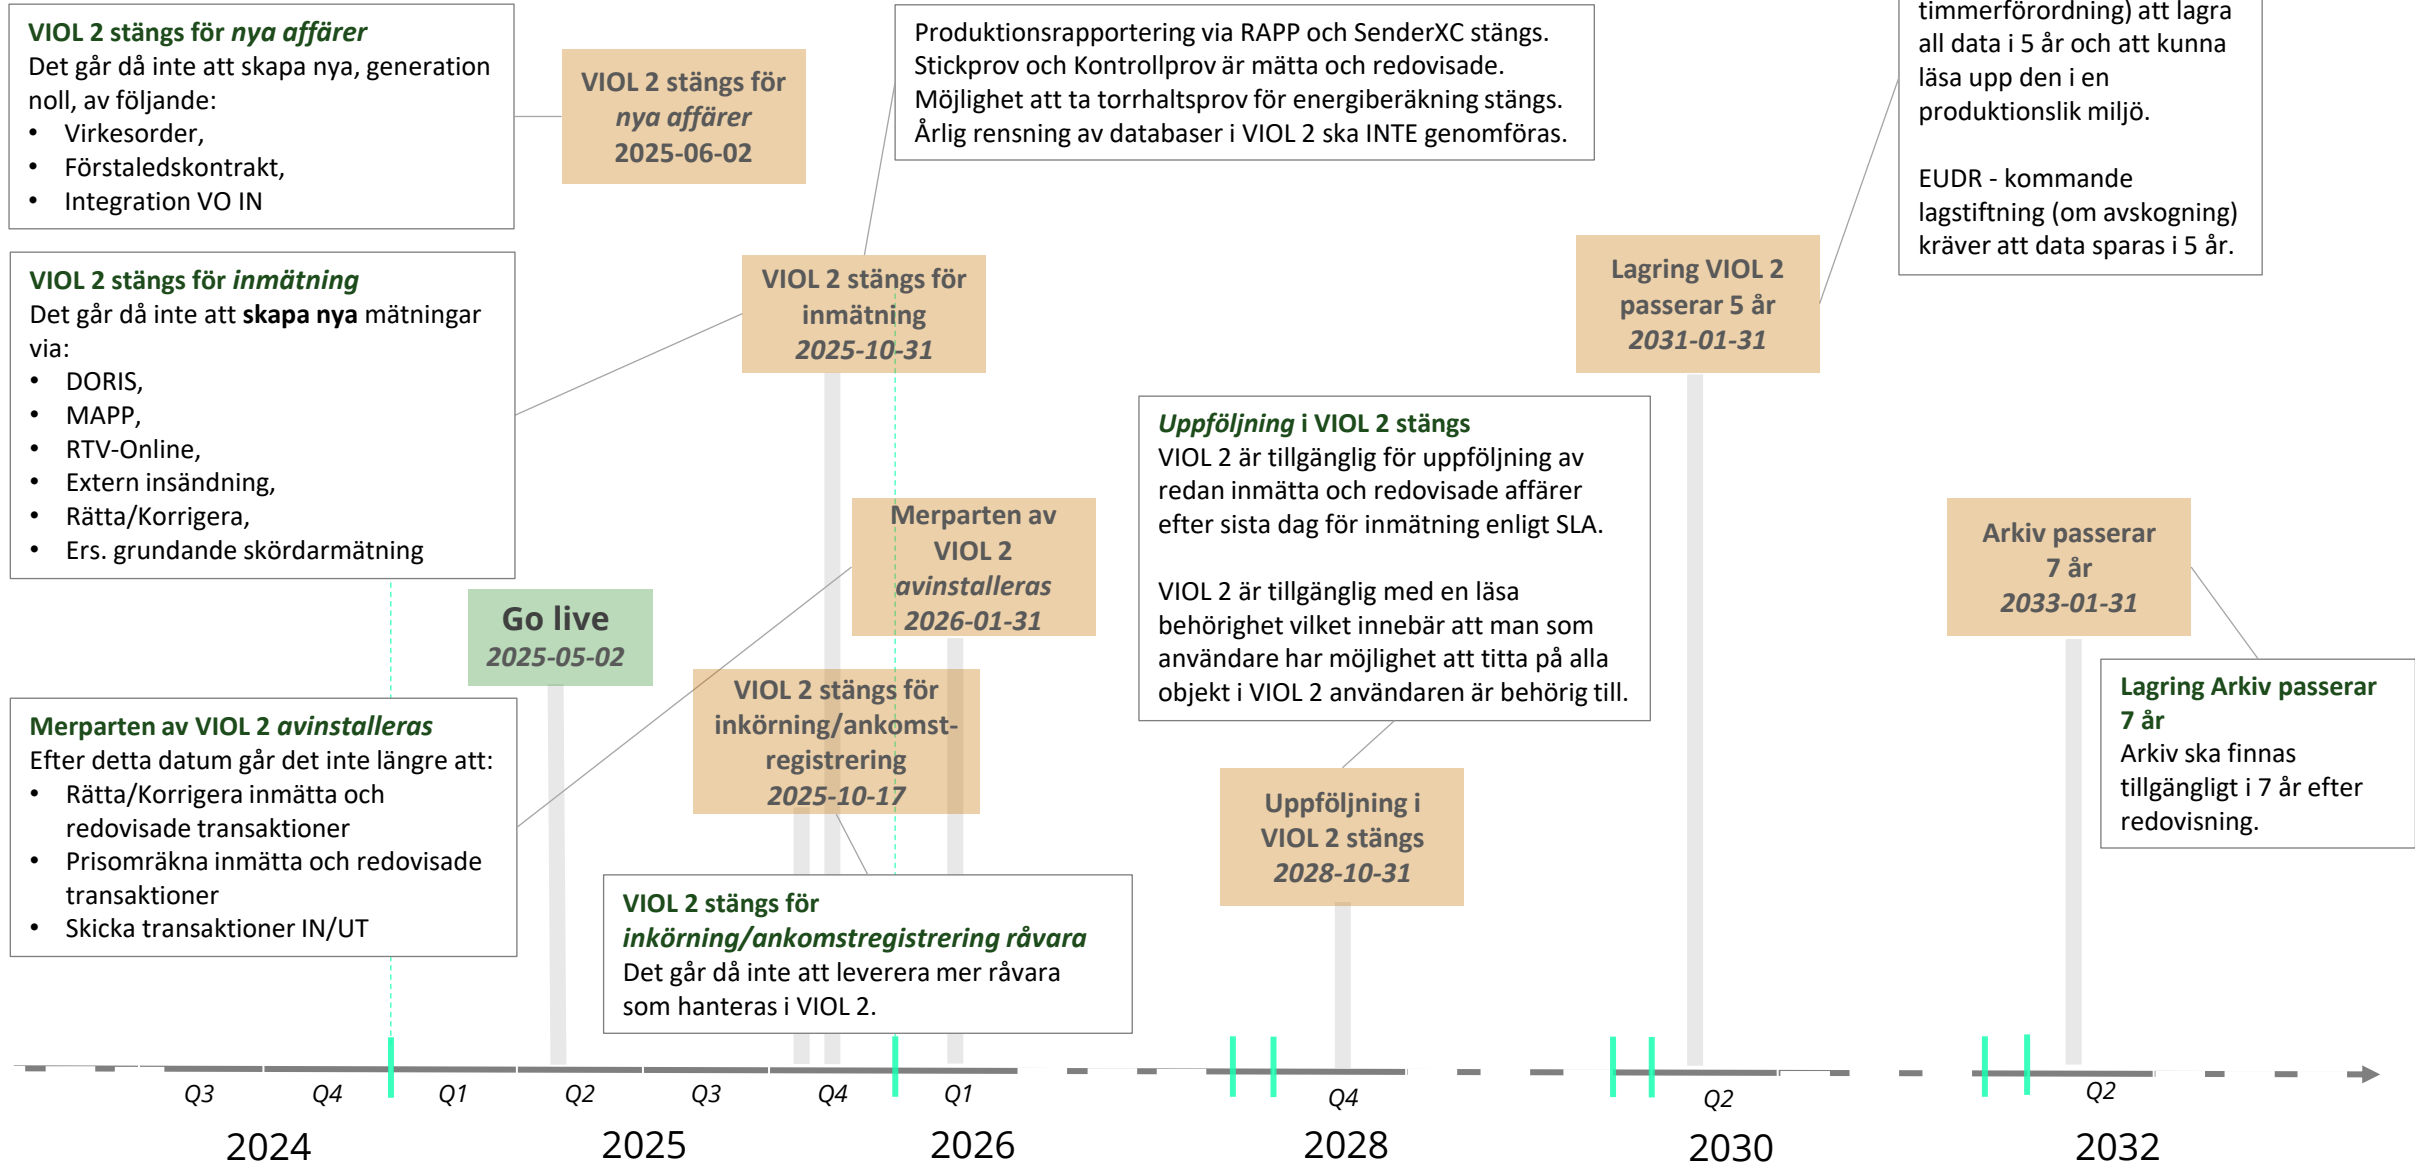 VIOL 2 stängs för nya affärer
Det går då inte att skapa nya, generation
noll, av följande:
• Virkesorder,
• Förstaledskontrakt,
• Integration VO IN
VIOL 2 stängs för
nya affärer
2025-06-02
Produktionsrapportering via RAPP och SenderXC stängs.
Stickprov och Kontrollprov är mätta och redovisade.
Möjlighet att ta torrhaltsprov för energiberäkning stängs.
Årlig rensning av databaser i VIOL 2 ska INTE genomföras.
timmerförordning) att lagra
all data i 5 år och att kunna
läsa upp den i en
produktionslik miljö.
EUDR - kommande
lagstiftning (om avskogning)
kräver att data sparas i 5 år.
VIOL 2 stängs för inmätning
Det går då inte att skapa nya mätningar
via:
• DORIS,
• MAPP,
• RTV-Online,
• Extern insändning,
• Rätta/Korrigera,
• Ers. grundande skördarmätning
VIOL 2 stängs för
inmätning
2025-10-31
Lagring VIOL 2
passerar 5 år
2031-01-31
Uppföljning i VIOL 2 stängs
VIOL 2 är tillgänglig för uppföljning av
redan inmätta och redovisade affärer
efter sista dag för inmätning enligt SLA.
VIOL 2 är tillgänglig med en läsa
behörighet vilket innebär att man som
användare har möjlighet att titta på alla
objekt i VIOL 2 användaren är behörig till.
Merparten av
VIOL 2
avinstalleras
2026-01-31
Arkiv passerar
7 år
2033-01-31
Go live
2025-05-02
VIOL 2 stängs för
inkörning/ankomst-
registrering
2025-10-17
Lagring Arkiv passerar
7 år
Arkiv ska finnas
tillgängligt i 7 år efter
redovisning.
Merparten av VIOL 2 avinstalleras
Efter detta datum går det inte längre att:
• Rätta/Korrigera inmätta och
redovisade transaktioner
• Prisomräkna inmätta och redovisade
transaktioner
• Skicka transaktioner IN/UT
Uppföljning i
VIOL 2 stängs
2028-10-31
VIOL 2 stängs för
inkörning/ankomstregistrering råvara
Det går då inte att leverera mer råvara
som hanteras i VIOL 2.
Q3 Q4 Q1 Q2 Q3 Q4 Q1 Q4 Q2 Q2
2024 2025 2026 2028 2030 2032